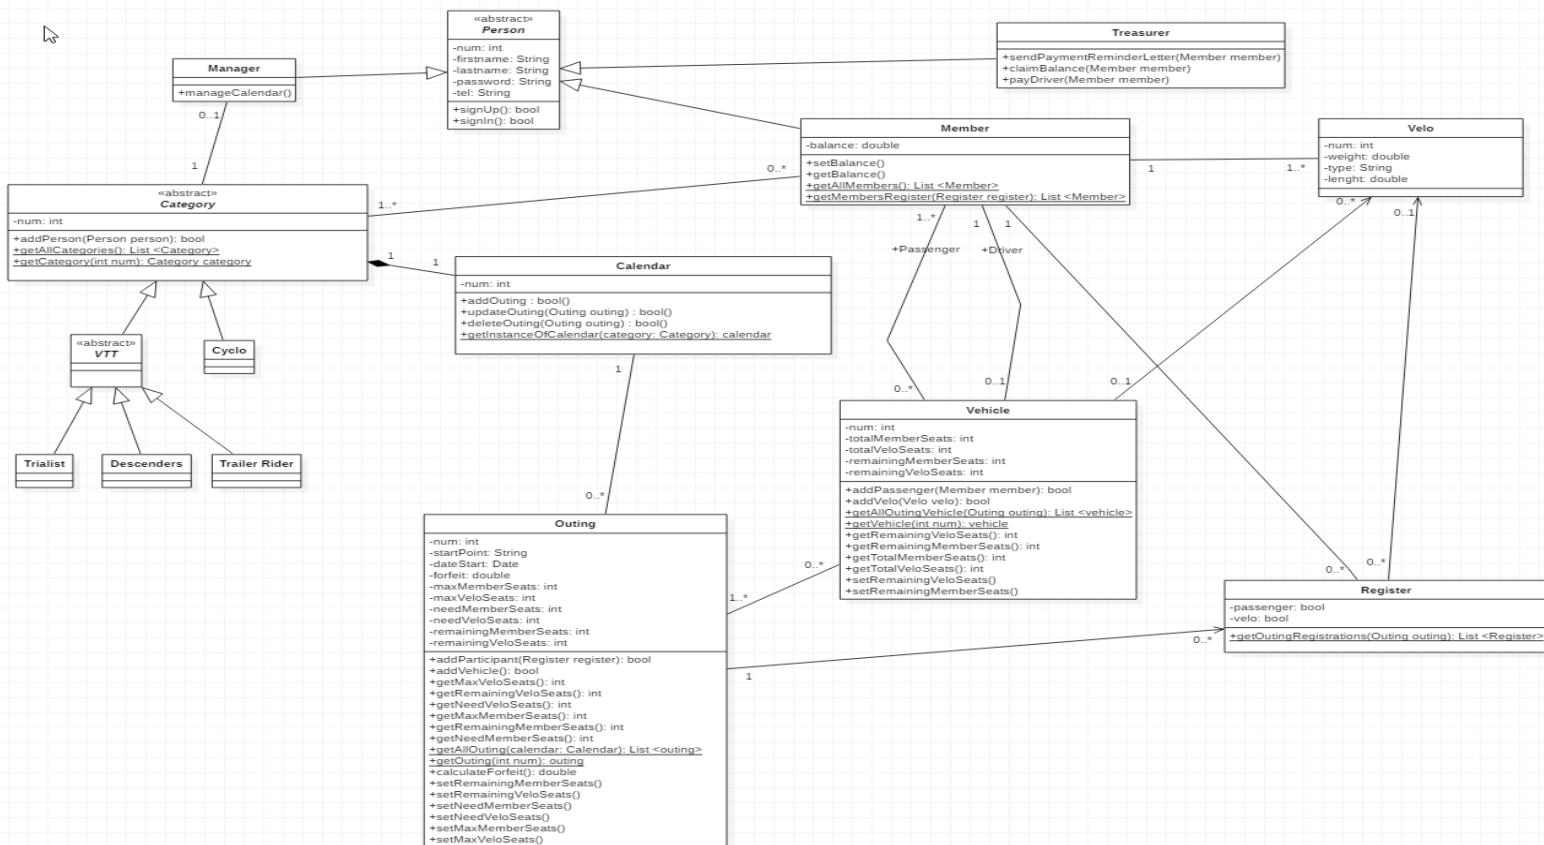 «abstract»
Person
-num: int
-firstname: String
-lastname: String
-password: String
-tel: String
+signUp(): bool
+signIn(): bool
Treasurer
+sendPaymentReminderLetter(Member member)
+claimBalance(Member member)
+payDriver(Member member)
Manager
+manageCalendar()
0..1
1
Member
-balance: double
+setBalance()
+getBalance()
+getAllMembers(): List <Member>
+getMembersRegister(Register register): List <Member>
Velo
-num: int
-weight: double
-type: String
-lenght: double
1
1..*
0..*
1..*
«abstract»
Category
-num: int
+addPerson(Person person): bool
+getAllCategories(): List <Category>
+getCategory(int num): Category category
1
1
Calendar
-num: int
+addOuting : bool()
+updateOuting(Outing outing) : bool()
+deleteOuting(Outing outing) : bool()
+getInstanceOfCalendar(category: Category): calendar
1..*
1
1
+Passenger
+Driver
0..*
0..1
0..*
0..1
0..1
«abstract»
VTT
Cyclo
Trialist
Descenders
Trailer Rider
1
0..*
Vehicle
-num: int
-totalMemberSeats: int
-totalVeloSeats: int
-remainingMemberSeats: int
-remainingVeloSeats: int
+addPassenger(Member member): bool
+addVelo(Velo velo): bool
+getAllOutingVehicle(Outing outing): List <vehicle>
+getVehicle(int num): vehicle
+getRemainingVeloSeats(): int
+getRemainingMemberSeats(): int
+getTotalMemberSeats(): int
+getTotalVeloSeats(): int
+setRemainingVeloSeats()
+setRemainingMemberSeats()
Outing
-num: int
-startPoint: String
-dateStart: Date
-forfeit: double
-maxMemberSeats: int
-maxVeloSeats: int
-needMemberSeats: int
-needVeloSeats: int
-remainingMemberSeats: int
-remainingVeloSeats: int
+addParticipant(Register register): bool
+addVehicle(): bool
+getMaxVeloSeats(): int
+getRemainingVeloSeats(): int
+getNeedVeloSeats(): int
+getMaxMemberSeats(): int
+getRemainingMemberSeats(): int
+getNeedMemberSeats(): int
+getAllOuting(calendar: Calendar): List <outing>
+getOuting(int num): outing
+calculateForfeit(): double
+setRemainingMemberSeats()
+setRemainingVeloSeats()
+setNeedMemberSeats()
+setNeedVeloSeats()
+setMaxMemberSeats()
+setMaxVeloSeats()
0..*
1..*
0..*
0..*
Register
-passenger: bool
-velo: bool
+getOutingRegistrations(Outing outing): List <Register>
0..*
1